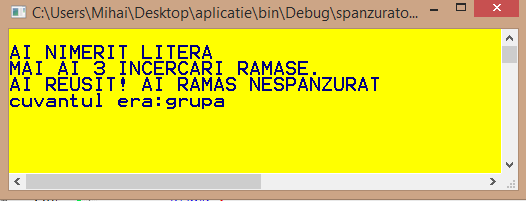 C:\Users\Mihai\Desktop\aplicatie\bin\Debug\spanzurato...
AI NIMERIT LITERA
MAI AI 3 INCERCARI RAMASE.
AI REUSIT! AI RAMAS NESPANZURAT
cuvantul era:grupa